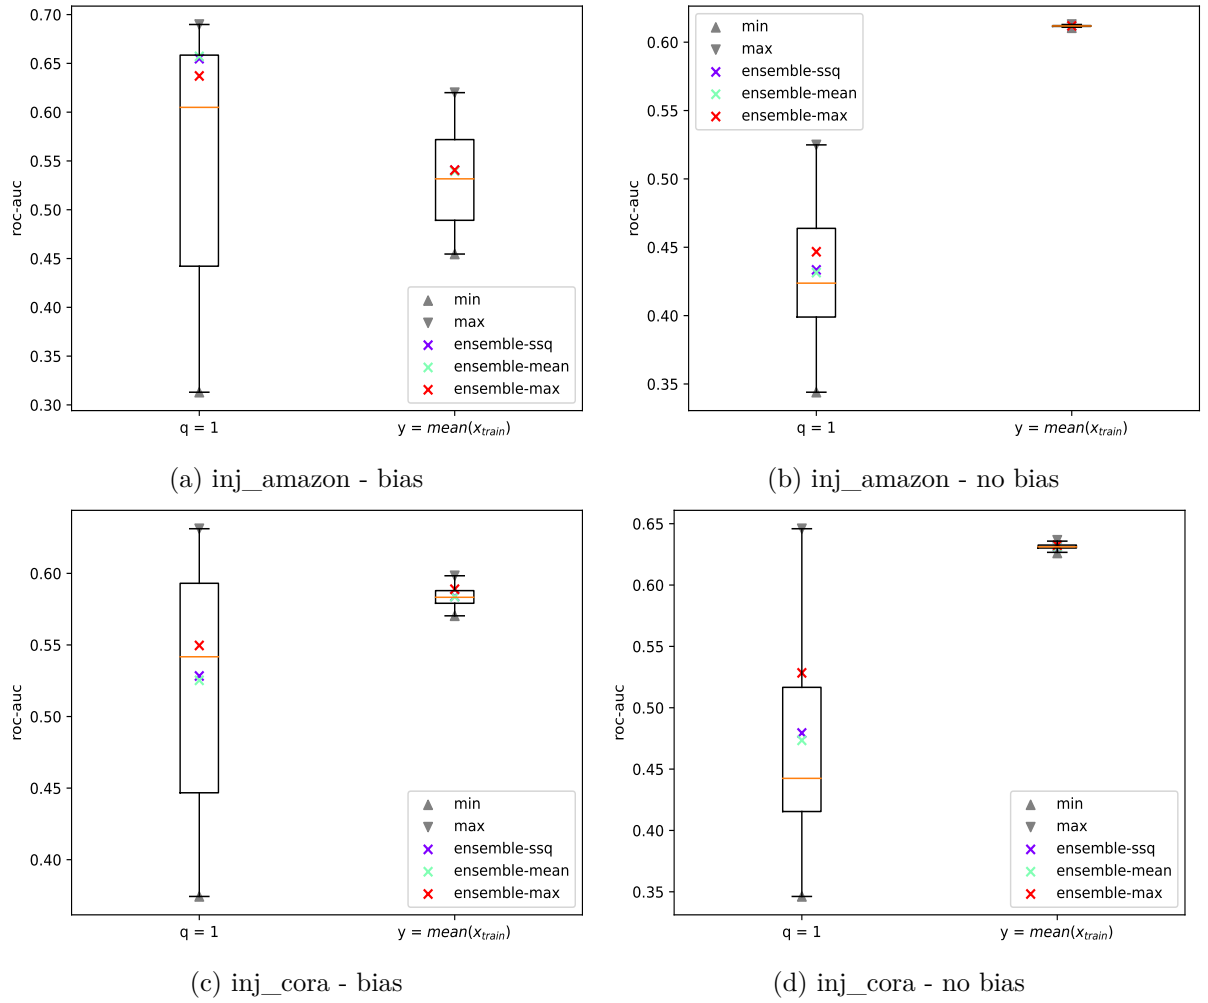 0.70
0.65
0.60
0.55
0.50
0.45
0.40
0.35
0.30
roc-auc
min
max
ensemble-ssq
ensemble-mean
ensemble-max
q = 1
y = mean(x_train)
(a) inj_amazon - bias
0.60
0.55
0.50
0.45
0.40
0.35
roc-auc
min
max
ensemble-ssq
ensemble-mean
ensemble-max
q = 1
y = mean(x_train)
(b) inj_amazon - no bias
0.60
0.55
0.50
0.45
0.40
roc-auc
min
max
ensemble-ssq
ensemble-mean
ensemble-max
q = 1
y = mean(x_train)
(c) inj_cora - bias
0.65
0.60
0.55
0.50
0.45
0.40
0.35
roc-auc
min
max
ensemble-ssq
ensemble-mean
ensemble-max
q = 1
y = mean(x_train)
(d) inj_cora - no bias